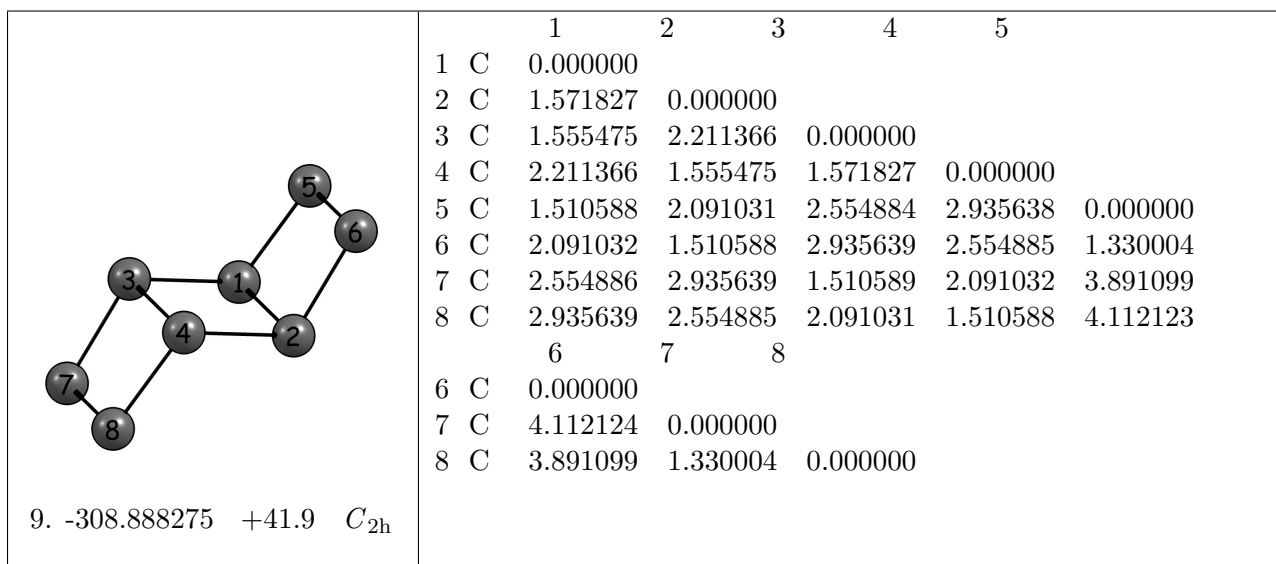 1 2 3 4 5
1 C 0.000000
2 C 1.571827 0.000000
3 C 1.555475 2.211366 0.000000
4 C 2.211366 1.555475 1.571827 0.000000
5 C 1.510588 2.091031 2.554884 2.935638 0.000000
6 C 2.091032 1.510588 2.935639 2.554885 1.330004
7 C 2.554886 2.935639 1.510589 2.091032 3.891099
8 C 2.935639 2.554885 2.091031 1.510588 4.112123
6 7 8
6 C 0.000000
7 C 4.112124 0.000000
8 C 3.891099 1.330004 0.000000
5
6
3
1
4
2
7
8
9. -308.888275 +41.9 C2h